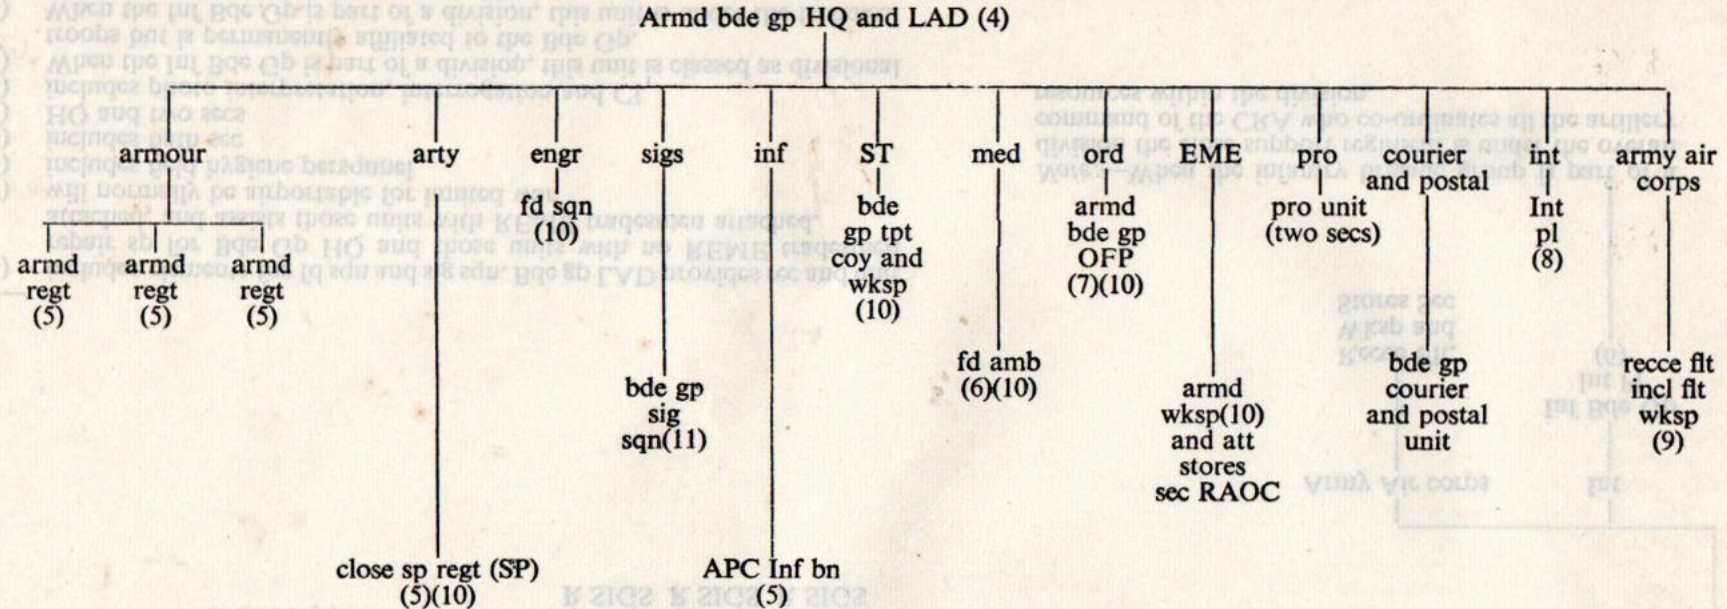 Armd bde gp HQ and LAD (4)
armour
arty
engr
sigs
inf
ST
med
ord
EME
pro
courier
and postal
int
army air
corps
armd
regt
(5)
armd
regt
(5)
armd
regt
(5)
close sp regt (SP)
(5)(10)
fd sqn
(10)
bde gp
sig
sqn(11)
APC Inf bn
(5)
bde
gp tpt
coy and
wksp
(10)
fd amb
(6)(10)
armd
bde gp
OFP
(7)(10)
armd
wksp(10)
and att
stores
sec RAOC
pro unit
(two secs)
bde gp
courier
and postal
unit
Int
pl
(8)
recce flt
incl flt
wksp
(9)